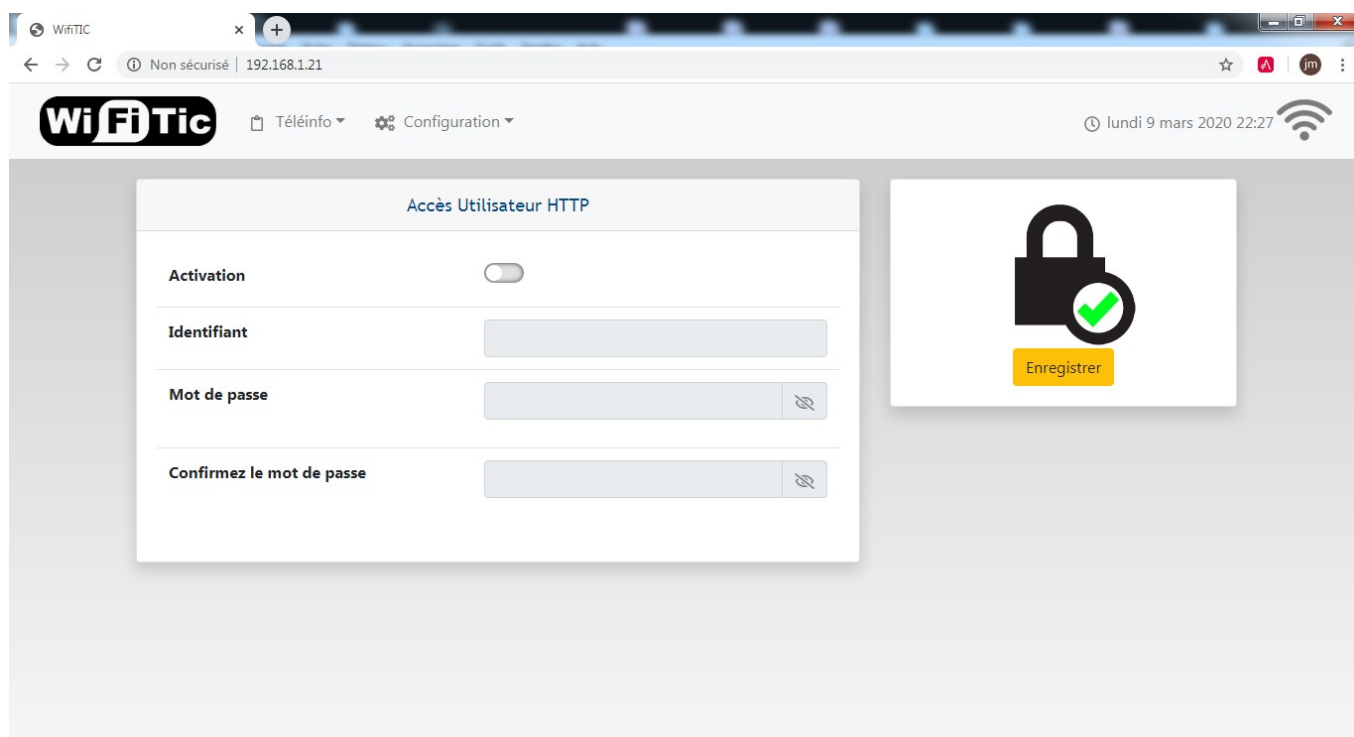 WifiTIC
Non sécurisé | 192.168.1.21
jm
WiFiTic
Téléinfo
Configuration
lundi 9 mars 2020 22:27
Accès Utilisateur HTTP
Activation
Identifiant
Mot de passe
Confirmez le mot de passe
Enregistrer